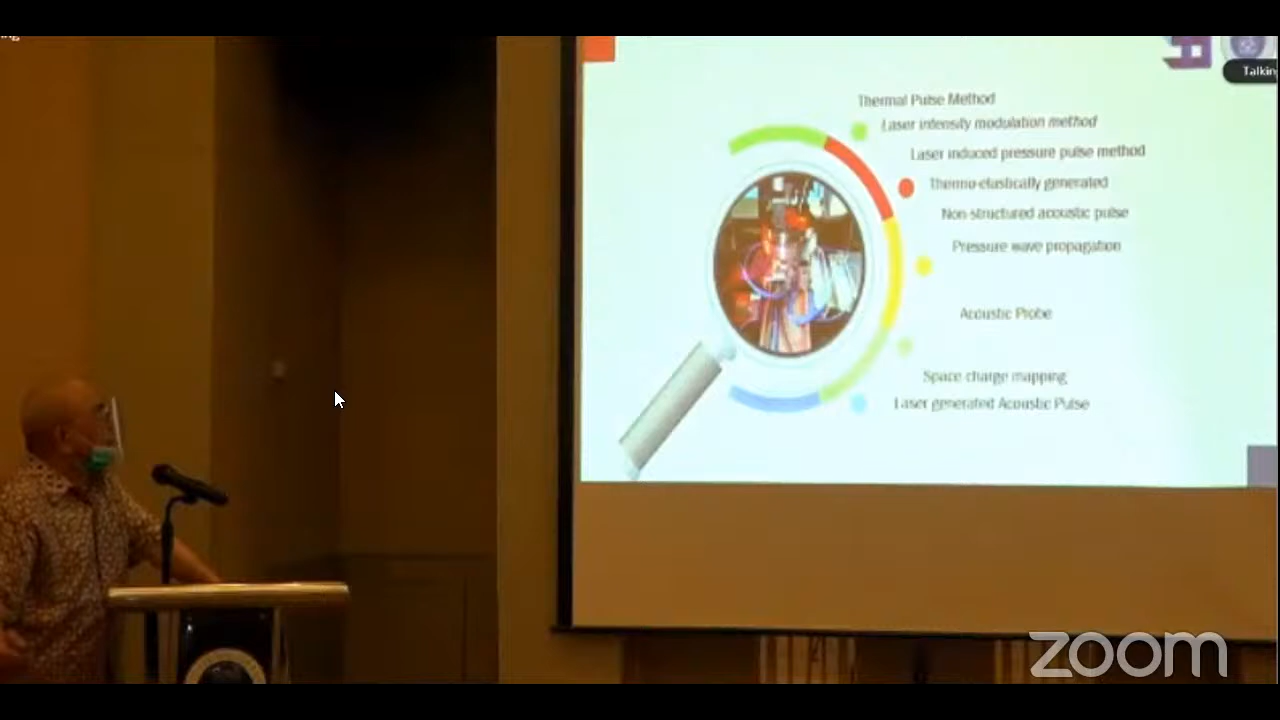 Talkin
Thermal Pulse Method
Laser intensity modulation method
Laser induced pressure pulse method
Thermo-elastically generated
Non-structured acoustic pulse
Pressure wave propagation
Acoustic Probe
Space charge mapping
Laser generated Acoustic Pulse
zoom